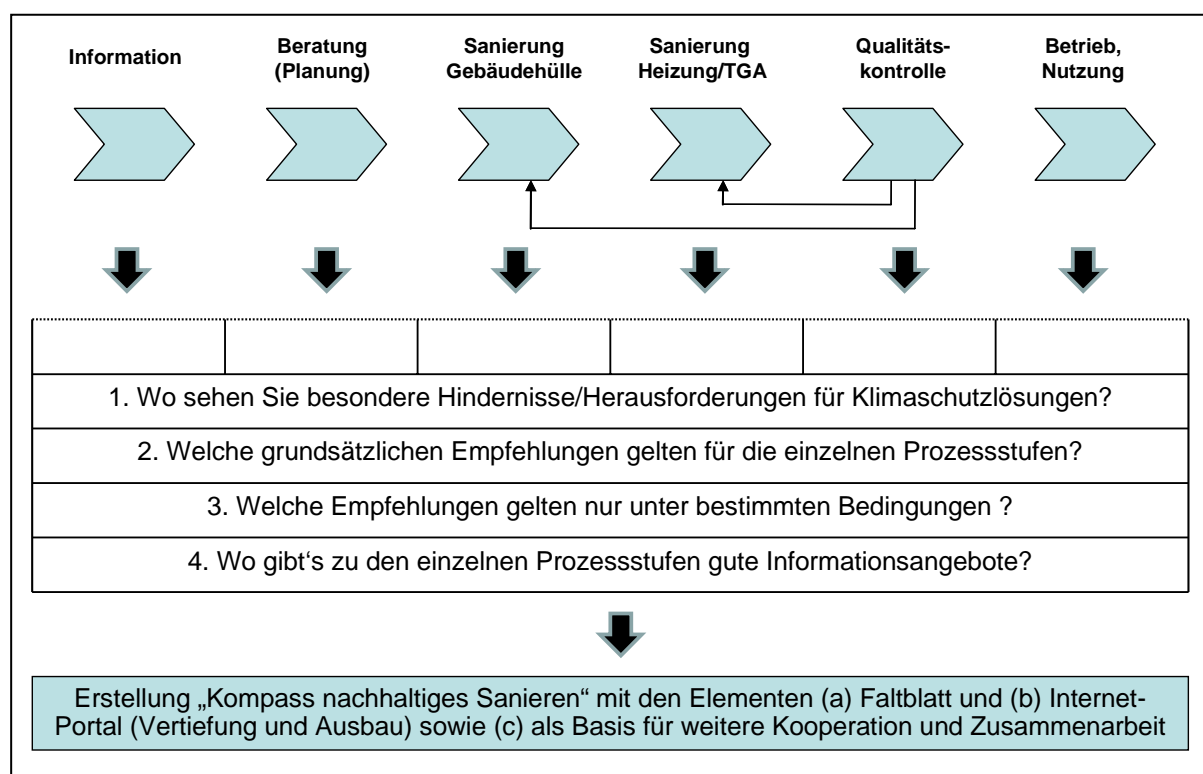 Information
Beratung
(Planung)
Sanierung
Gebäudehülle
Sanierung
Heizung/TGA
Qualitäts-
kontrolle
Betrieb,
Nutzung
1. Wo sehen Sie besondere Hindernisse/Herausforderungen für Klimaschutzlösungen?
2. Welche grundsätzlichen Empfehlungen gelten für die einzelnen Prozessstufen?
3. Welche Empfehlungen gelten nur unter bestimmten Bedingungen ?
4. Wo gibt‘s zu den einzelnen Prozessstufen gute Informationsangebote?
Erstellung „Kompass nachhaltiges Sanieren“ mit den Elementen (a) Faltblatt und (b) Internet-
Portal (Vertiefung und Ausbau) sowie (c) als Basis für weitere Kooperation und Zusammenarbeit